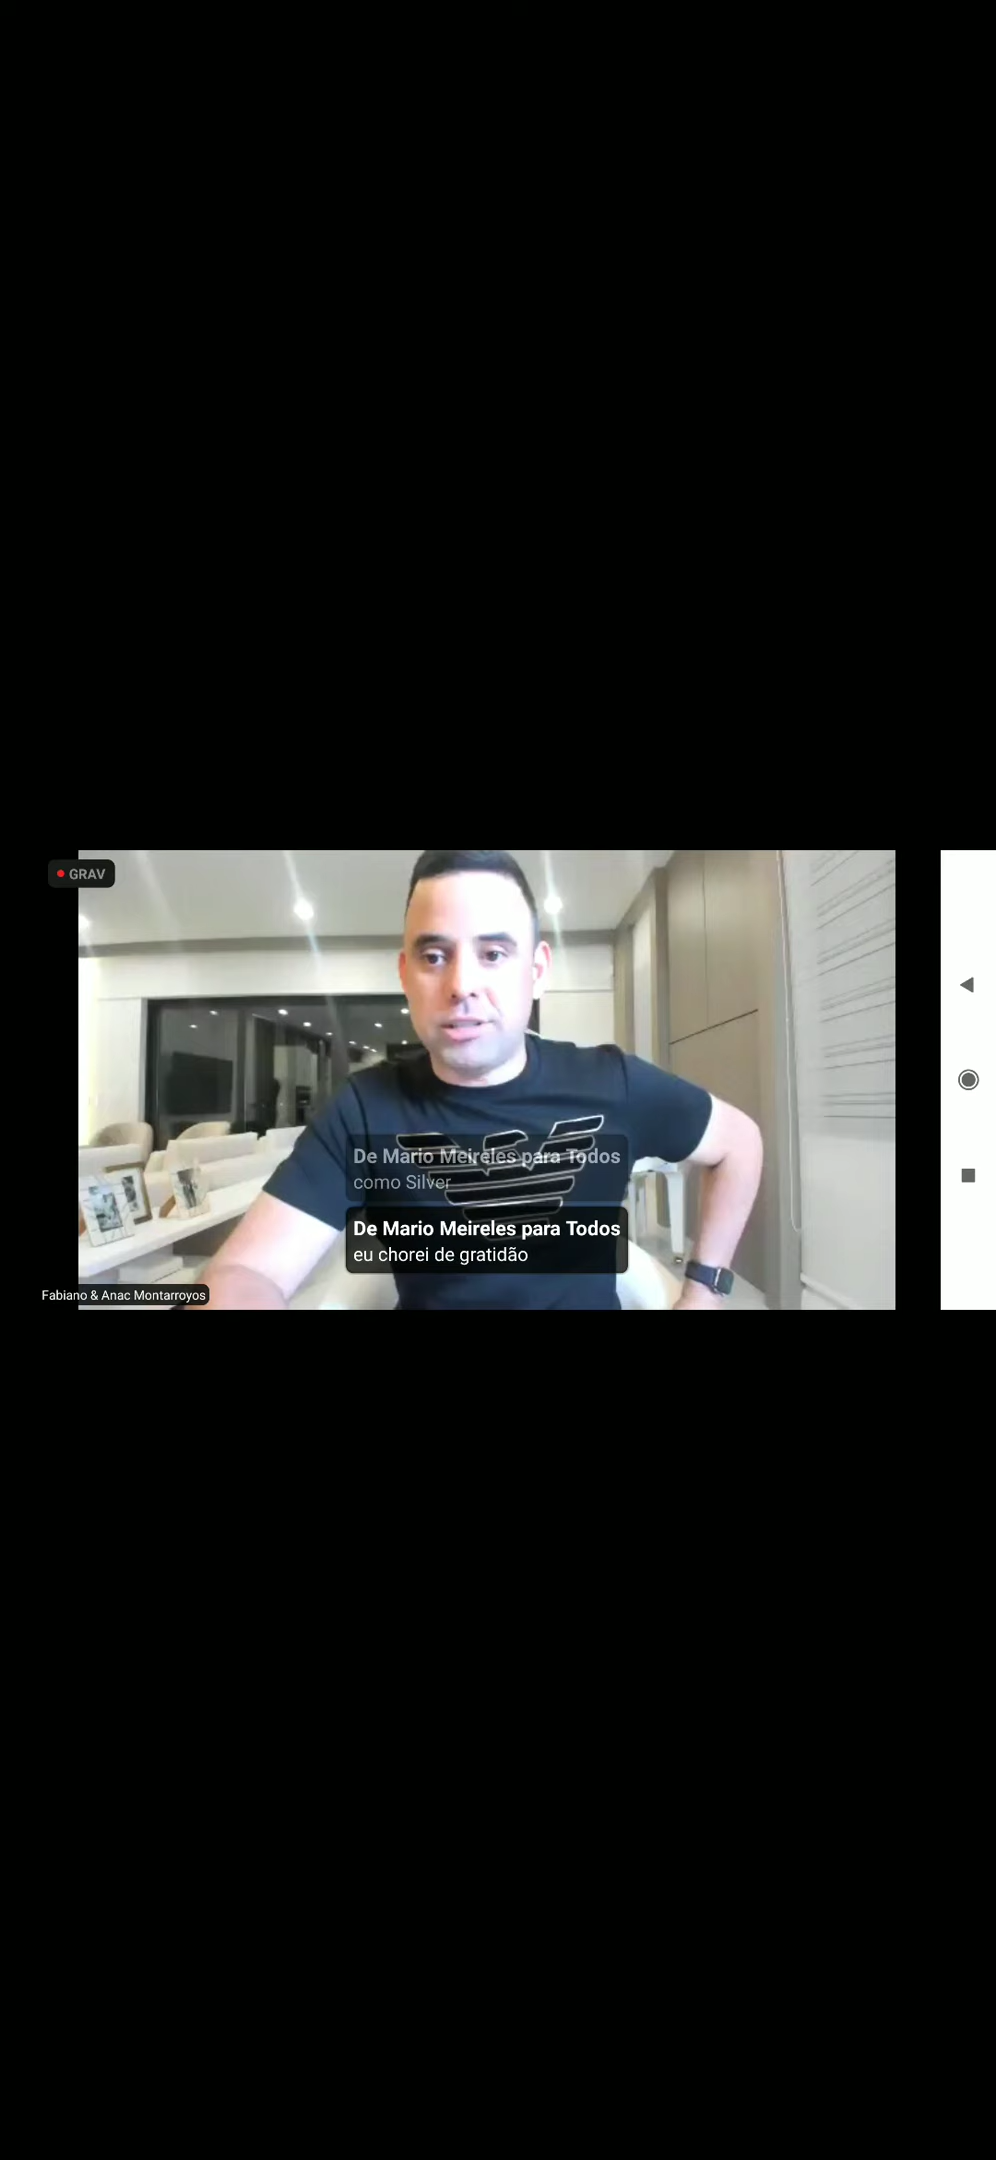 GRAV
De Mario Meireles para Todos
como Silver
De Mario Meireles para Todos
eu chorei de gratidão
Fabiano & Anac Montarroyos